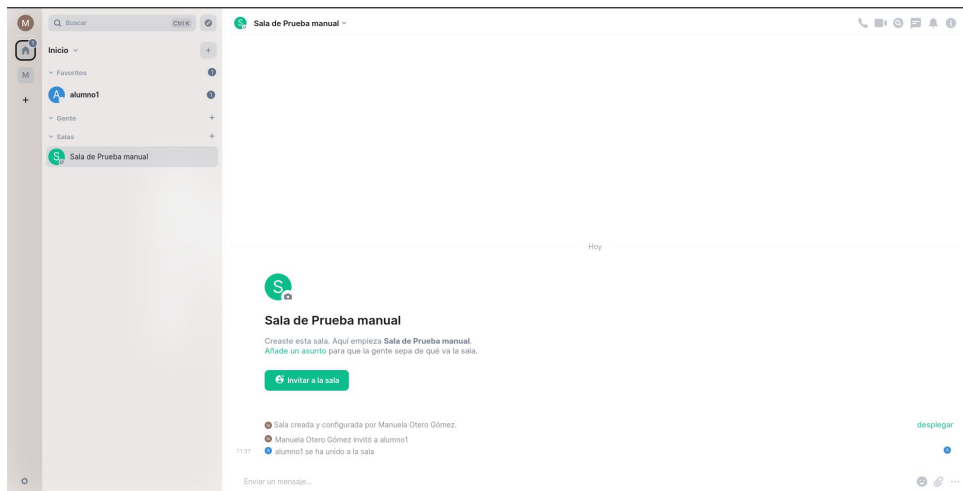 M
Buscar
Ctrl K
Inicio
1
M
Favoritos
1
A alumno1
1
Gente
Salas
S Sala de Prueba manual
S Sala de Prueba manual
Hoy
S
Sala de Prueba manual
Creaste esta sala. Aquí empieza Sala de Prueba manual.
Añade un asunto para que la gente sepa de qué va la sala.
Invitar a la sala
M Sala creada y configurada por Manuela Otero Gómez.
desplegar
M Manuela Otero Gómez invitó a alumno1
11:37 A alumno1 se ha unido a la sala
A
Enviar un mensaje...